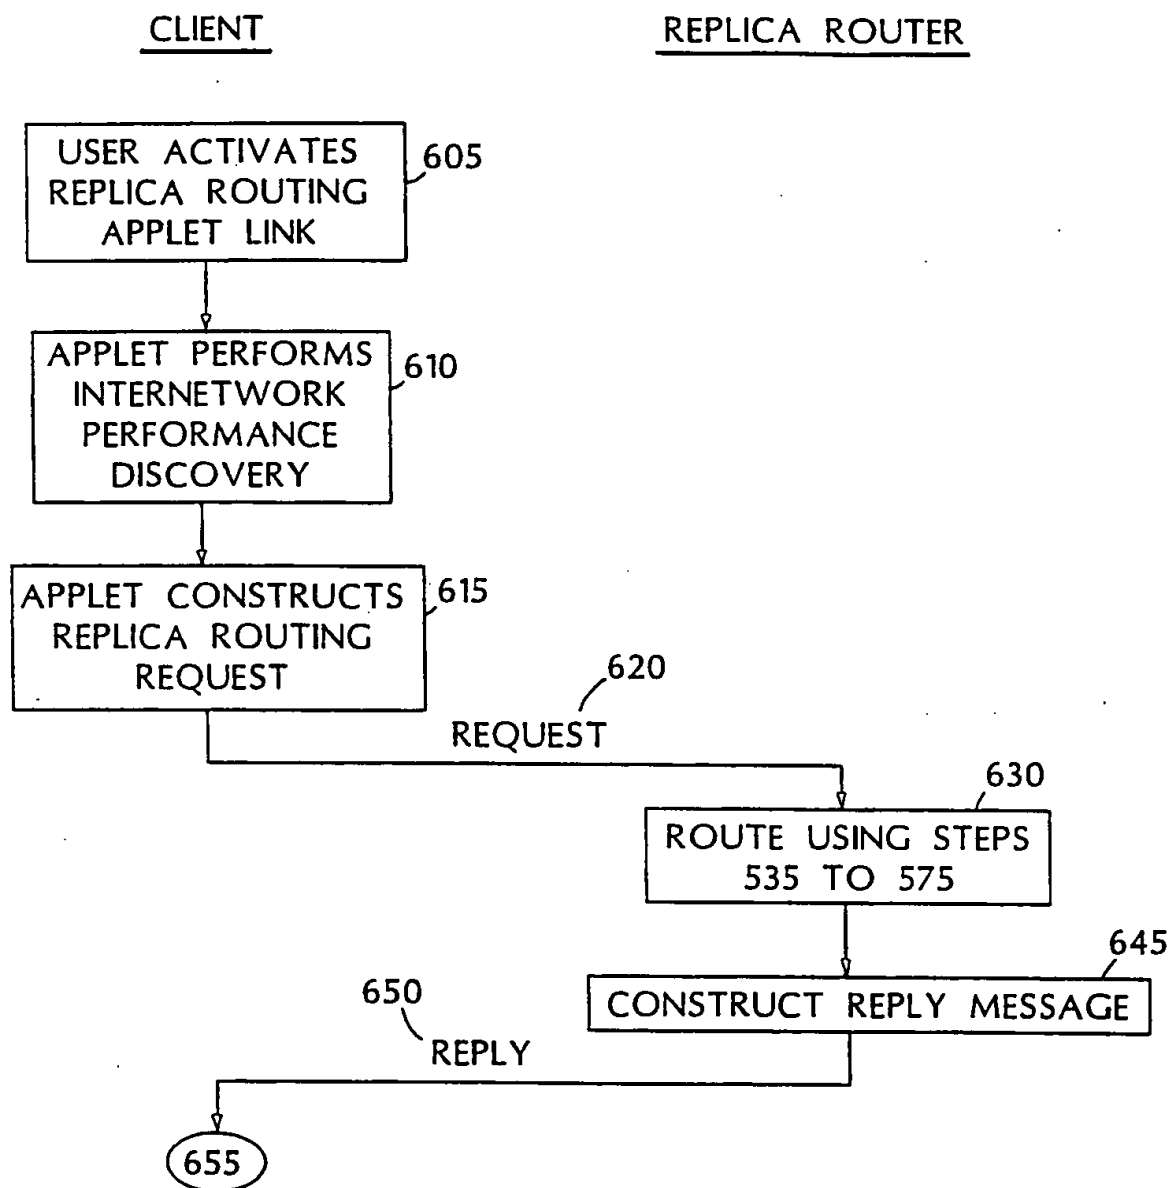 CLIENT
REPLICA ROUTER
USER ACTIVATES
REPLICA ROUTING
APPLET LINK
605
APPLET PERFORMS
INTERNETWORK
PERFORMANCE
DISCOVERY
610
APPLET CONSTRUCTS
REPLICA ROUTING
REQUEST
615
620
REQUEST
630
ROUTE USING STEPS
535 TO 575
645
CONSTRUCT REPLY MESSAGE
650
REPLY
655